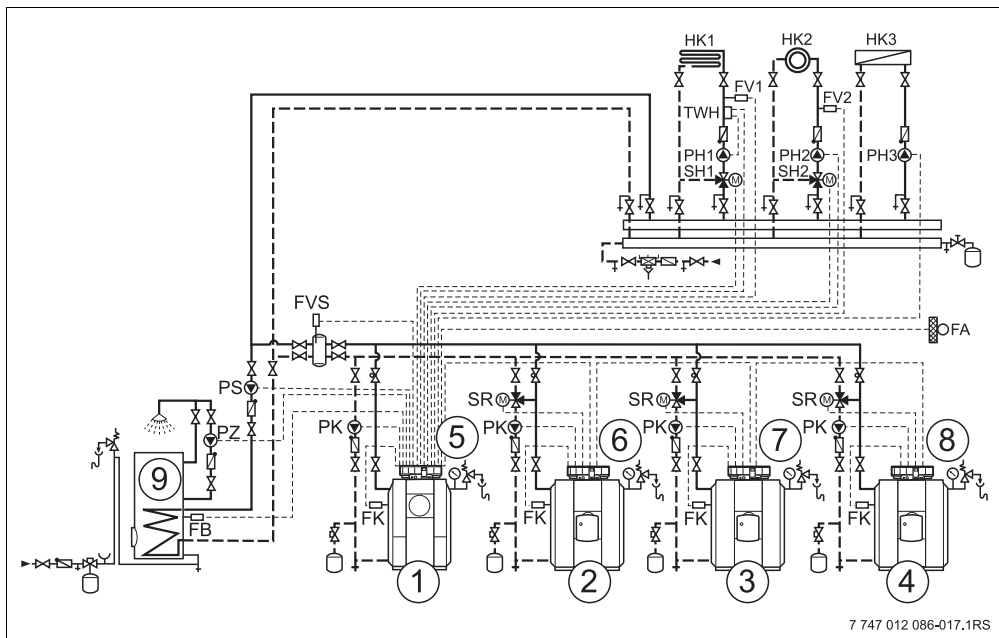 HK1 HK2 HK3
FV1 FV2
TWH
PH1 PH2 PH3
SH1 M SH2 M
FVS
FA
PS
SR M SR M SR M
PZ PK PK PK PK
5 6 7 8
9
FB FK FK FK FK
1 2 3 4
7 747 012 086-017.1RS